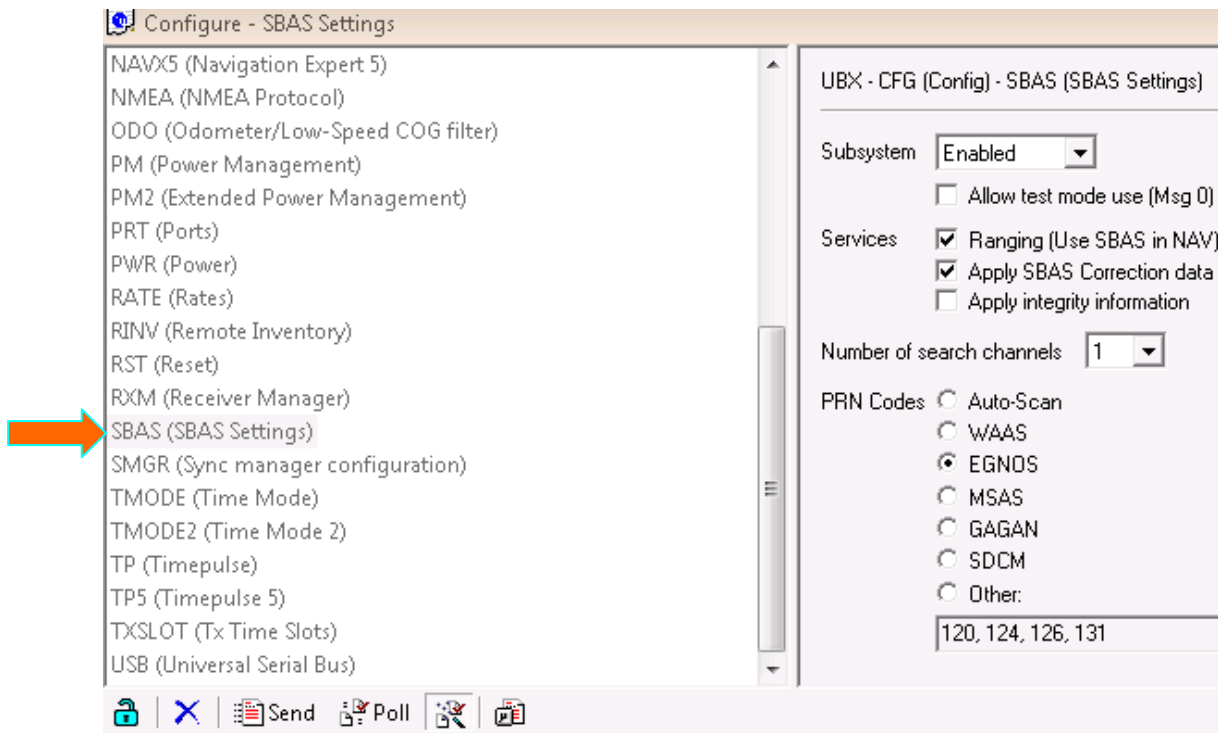 Configure - SBAS Settings
NAVX5 (Navigation Expert 5)
NMEA (NMEA Protocol)
ODO (Odometer/Low-Speed COG filter)
PM (Power Management)
PM2 (Extended Power Management)
PRT (Ports)
PWR (Power)
RATE (Rates)
RINV (Remote Inventory)
RST (Reset)
RXM (Receiver Manager)
SBAS (SBAS Settings)
SMGR (Sync manager configuration)
TMODE (Time Mode)
TMODE2 (Time Mode 2)
TP (Timepulse)
TP5 (Timepulse 5)
TXSLOT (Tx Time Slots)
USB (Universal Serial Bus)
UBX - CFG (Config) - SBAS (SBAS Settings)
Subsystem Enabled
Allow test mode use (Msg 0)
Services Ranging (Use SBAS in NAV)
Apply SBAS Correction data
Apply integrity information
Number of search channels 1
PRN Codes Auto-Scan
WAAS
EGNOS
MSAS
GAGAN
SDCM
Other:
120, 124, 126, 131
Send Poll